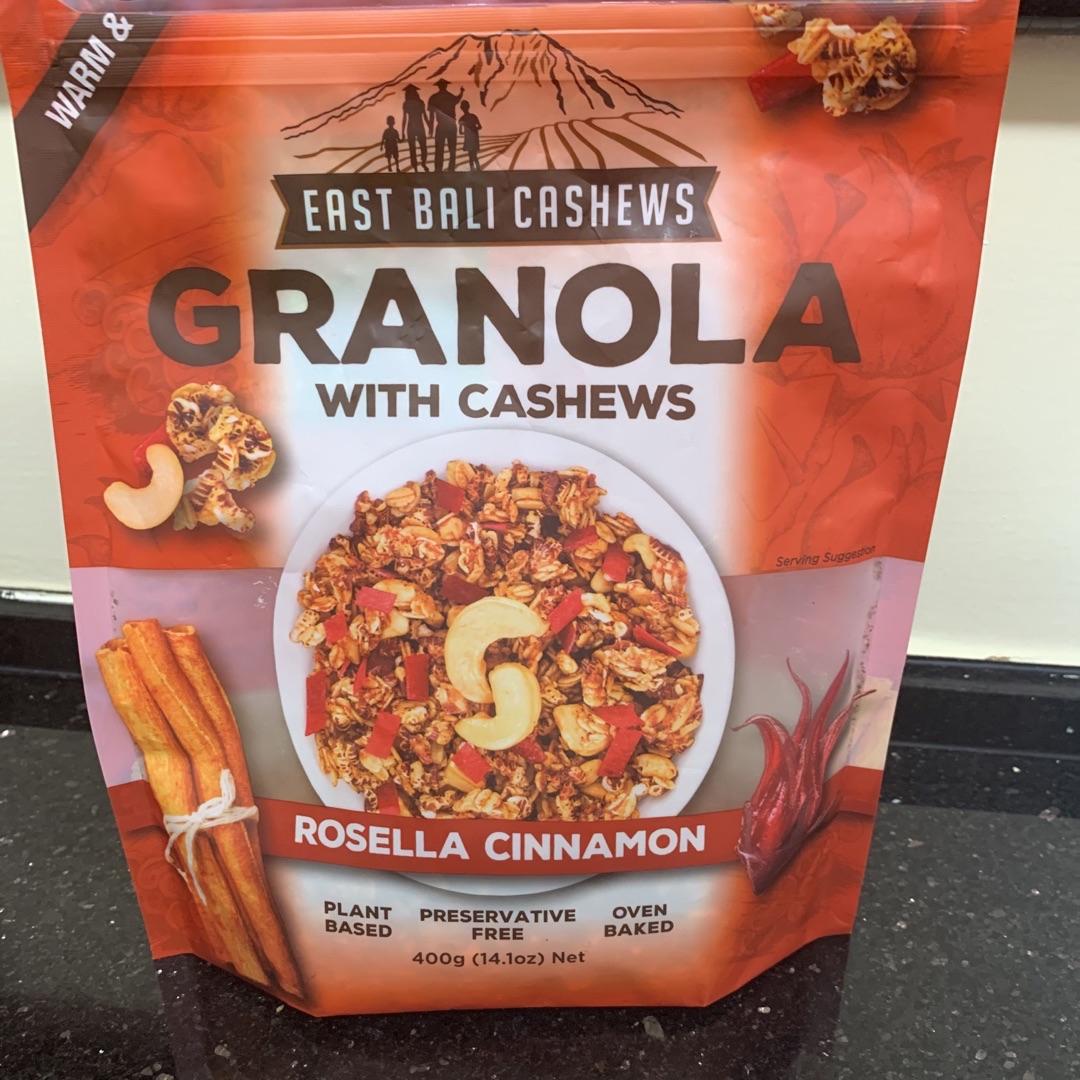 WARM &
EAST BALI CASHEWS
GRANOLA
WITH CASHEWS
Serving Suggestion
ROSELLA CINNAMON
PLANT BASED
PRESERVATIVE FREE
OVEN BAKED
400g (14.1oz) Net